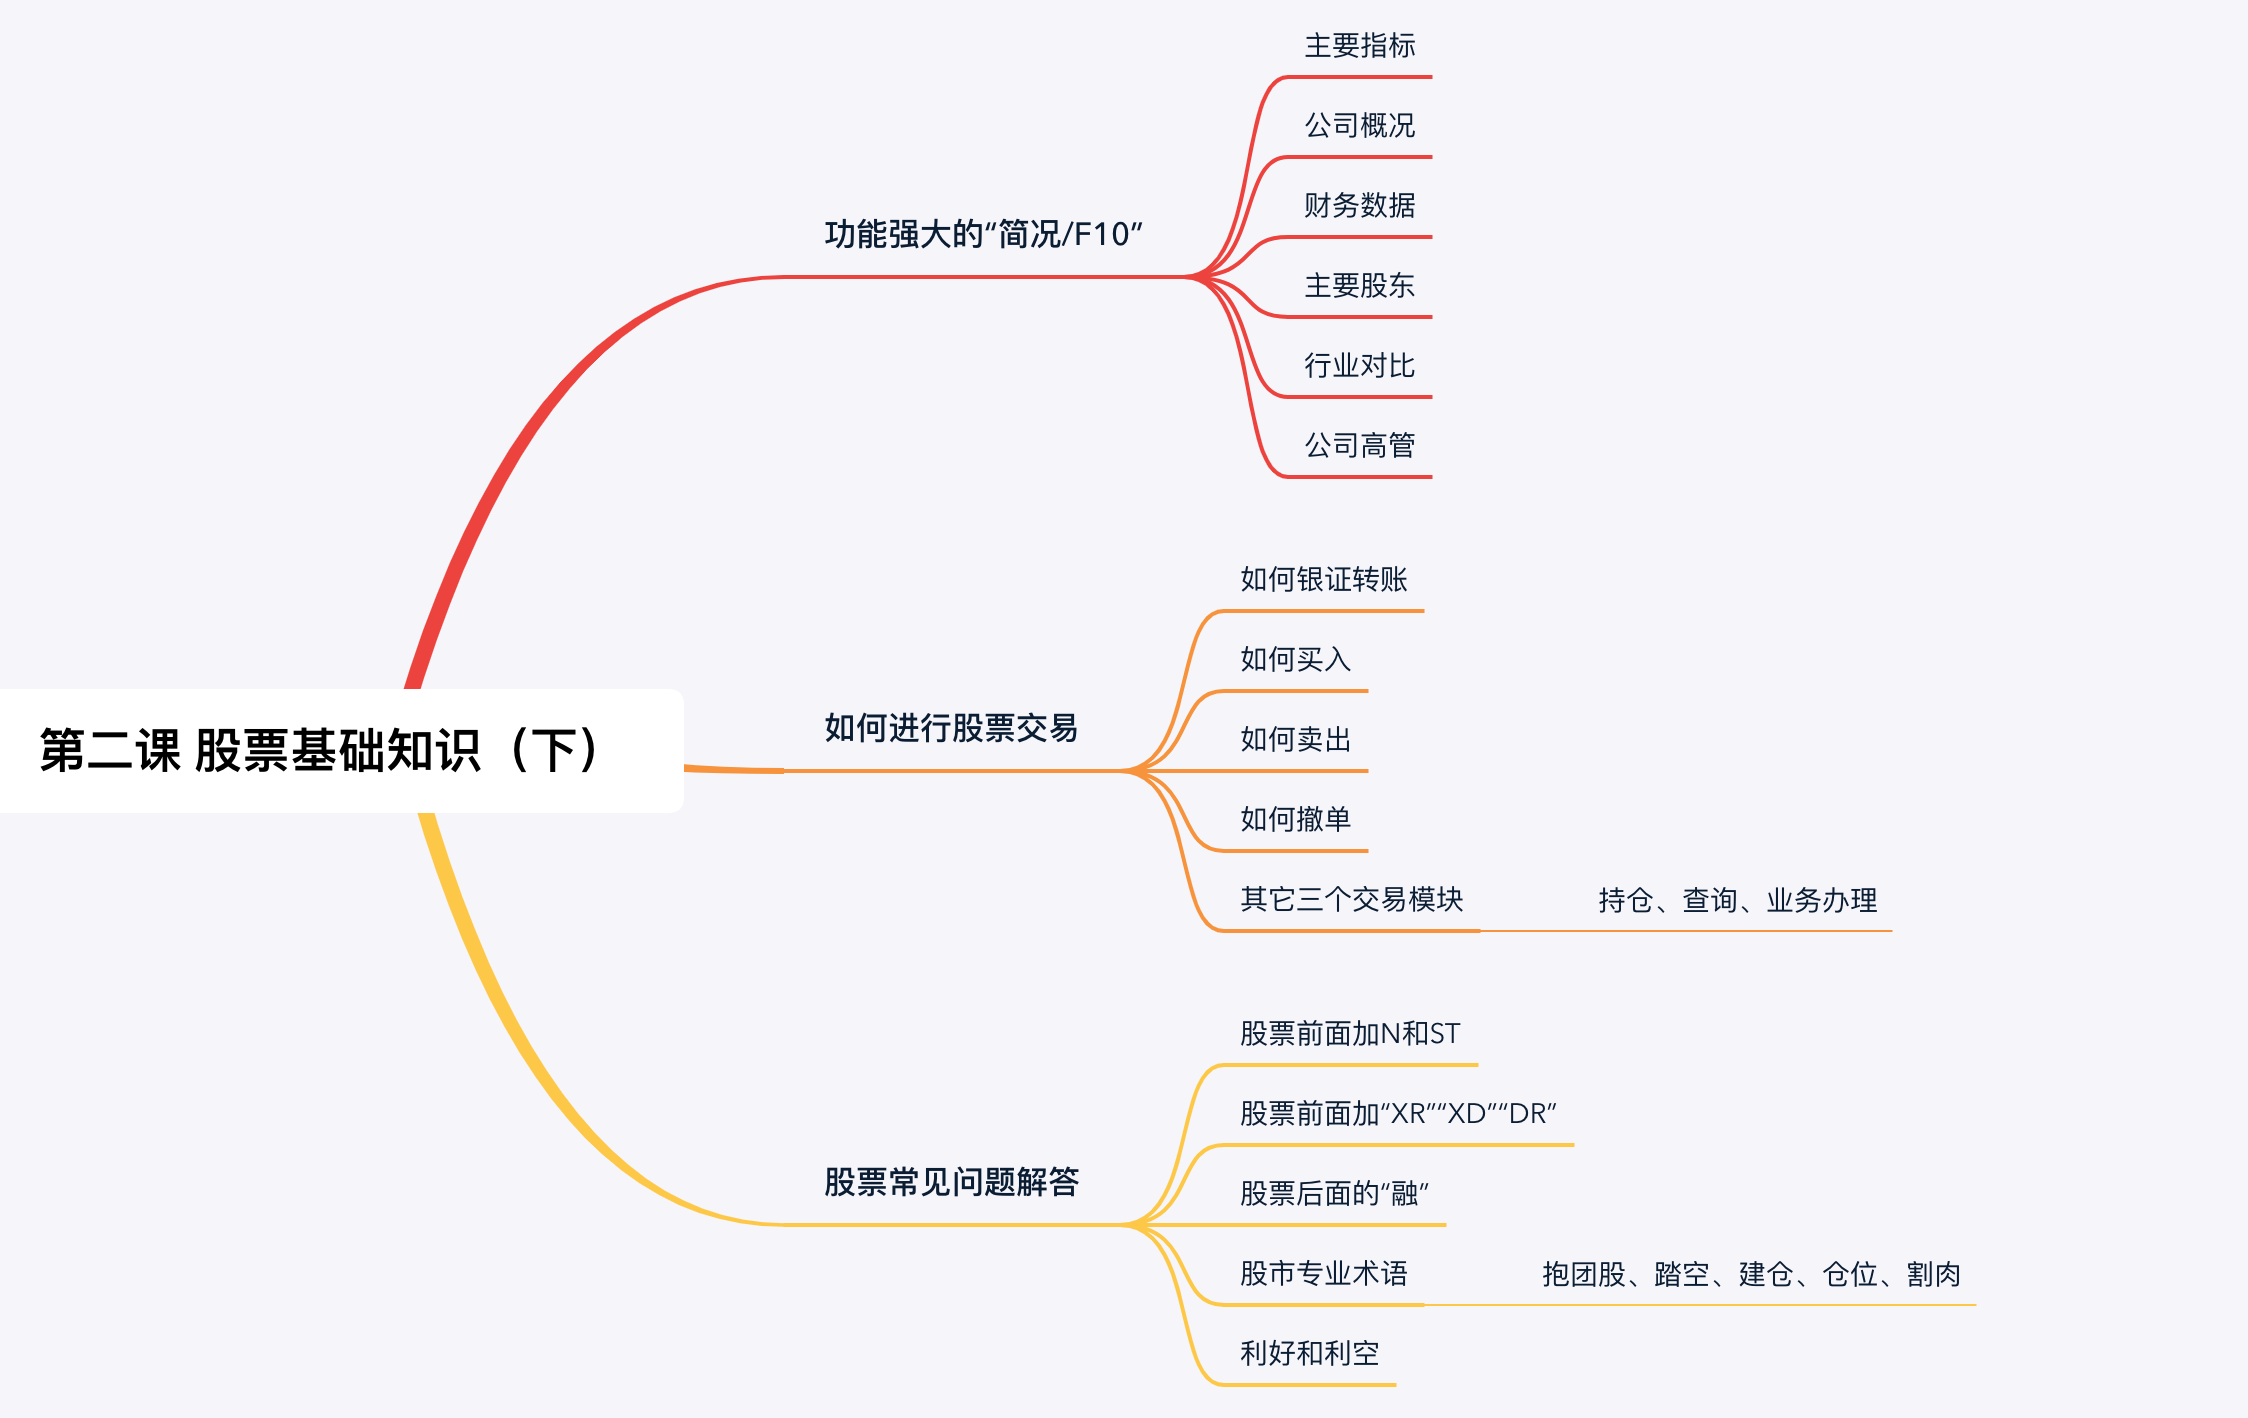 第二课 股票基础知识（下）
功能强大的“简况/F10”
主要指标
公司概况
财务数据
主要股东
行业对比
公司高管
如何进行股票交易
如何银证转账
如何买入
如何卖出
如何撤单
其它三个交易模块
持仓、查询、业务办理
股票常见问题解答
股票前面加N和ST
股票前面加“XR”“XD”“DR”
股票后面的“融”
股市专业术语
抱团股、踏空、建仓、仓位、割肉
利好和利空